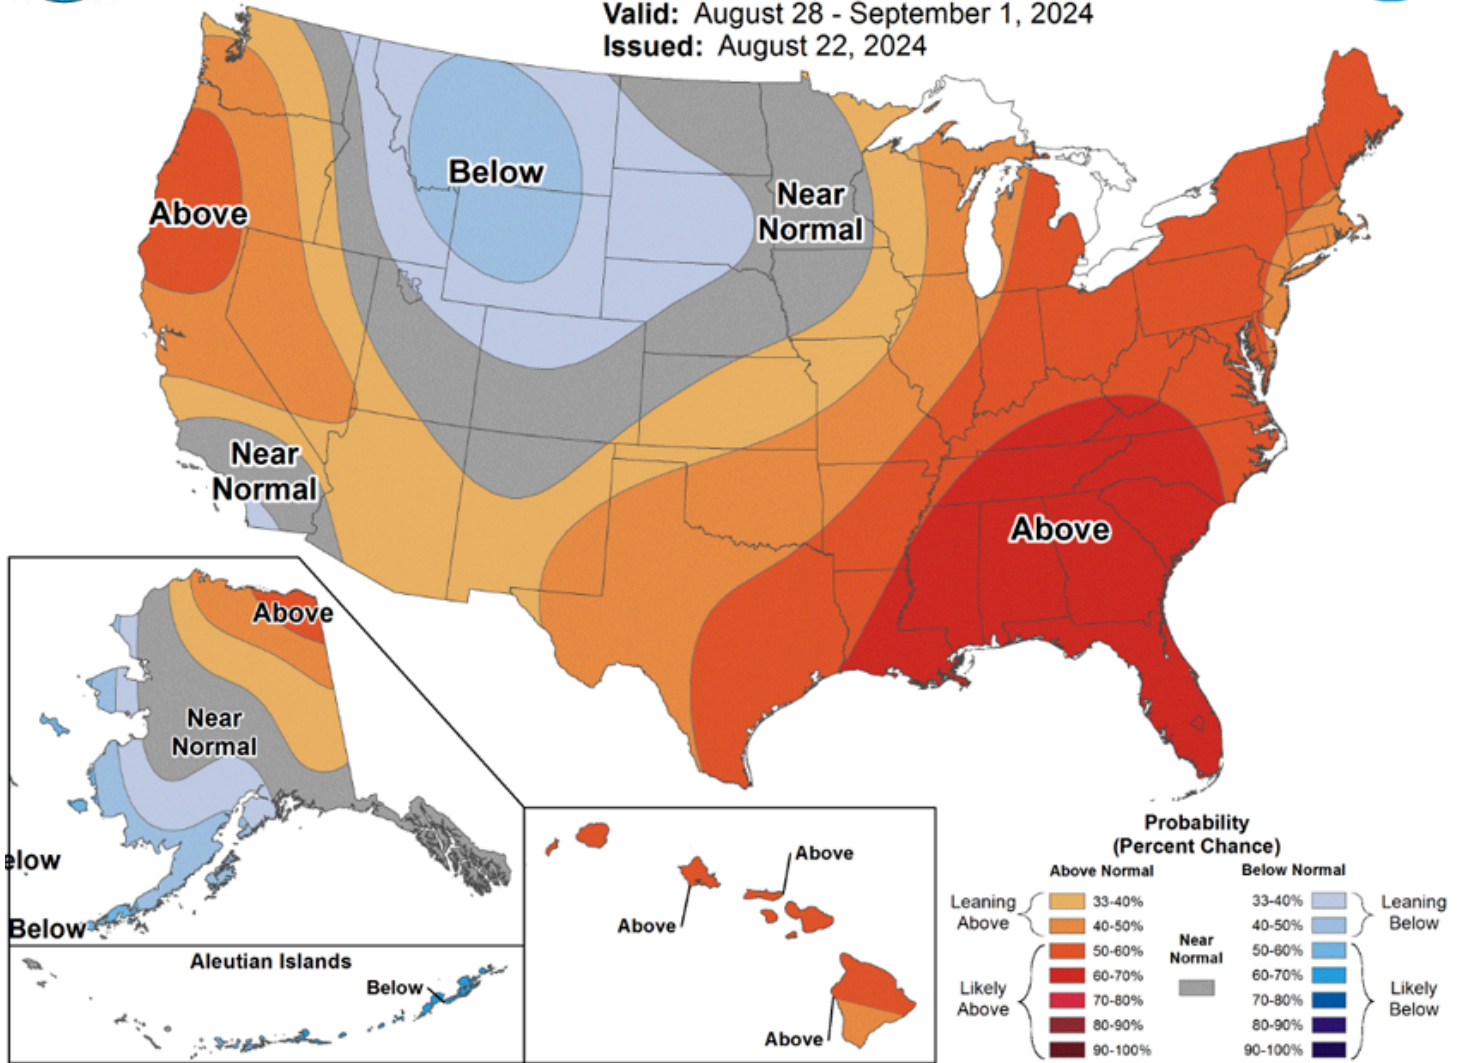 Valid: August 28 - September 1, 2024
Issued: August 22, 2024
Below
Above
Near
Normal
Near
Normal
Above
Above
Near
Normal
elow
Below
Aleutian Islands
Below
Above
Above
Above
Probability
(Percent Chance)
Above Normal
Below Normal
Leaning
Above
33-40%
40-50%
50-60%
60-70%
70-80%
80-90%
90-100%
Likely
Above
Near
Normal
33-40%
40-50%
50-60%
60-70%
70-80%
80-90%
90-100%
Leaning
Below
Likely
Below